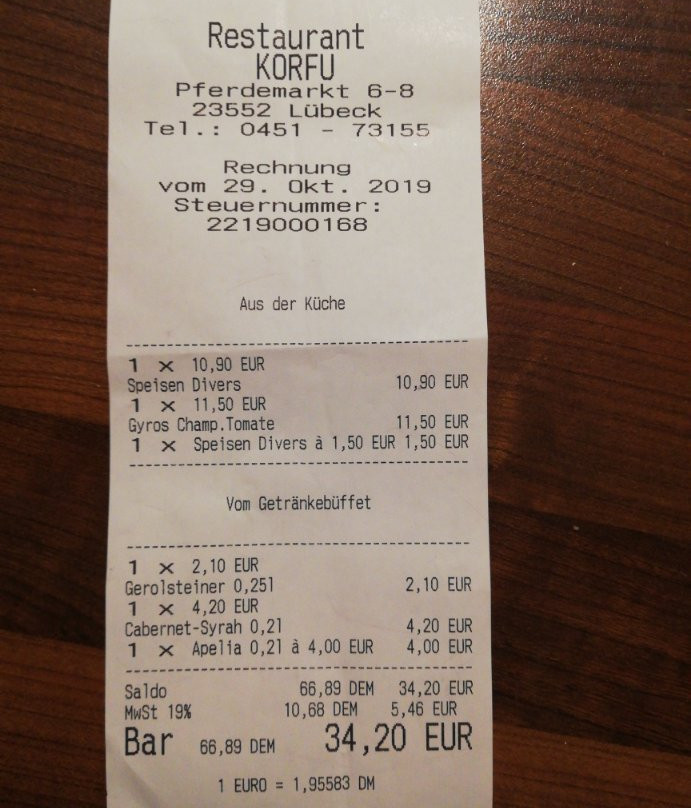 Restaurant
KORFU
Pferdemarkt 6-8
23552 Lübeck
Tel.: 0451 - 73155
Rechnung
vom 29. Okt. 2019
Steuernummer:
2219000168
Aus der Küche
1 x 10,90 EUR
Speisen Divers 10,90 EUR
1 x 11,50 EUR
Gyros Champ.Tomate 11,50 EUR
1 x Speisen Divers à 1,50 EUR 1,50 EUR
Vom Getränkebüffet
1 x 2,10 EUR
Gerolsteiner 0,25l 2,10 EUR
1 x 4,20 EUR
Cabernet-Syrah 0,2l 4,20 EUR
1 x Apelia 0,2l à 4,00 EUR 4,00 EUR
Saldo 66,89 DEM 34,20 EUR
MwSt 19% 10,68 DEM 5,46 EUR
Bar 66,89 DEM 34,20 EUR
1 EURO = 1,95583 DM